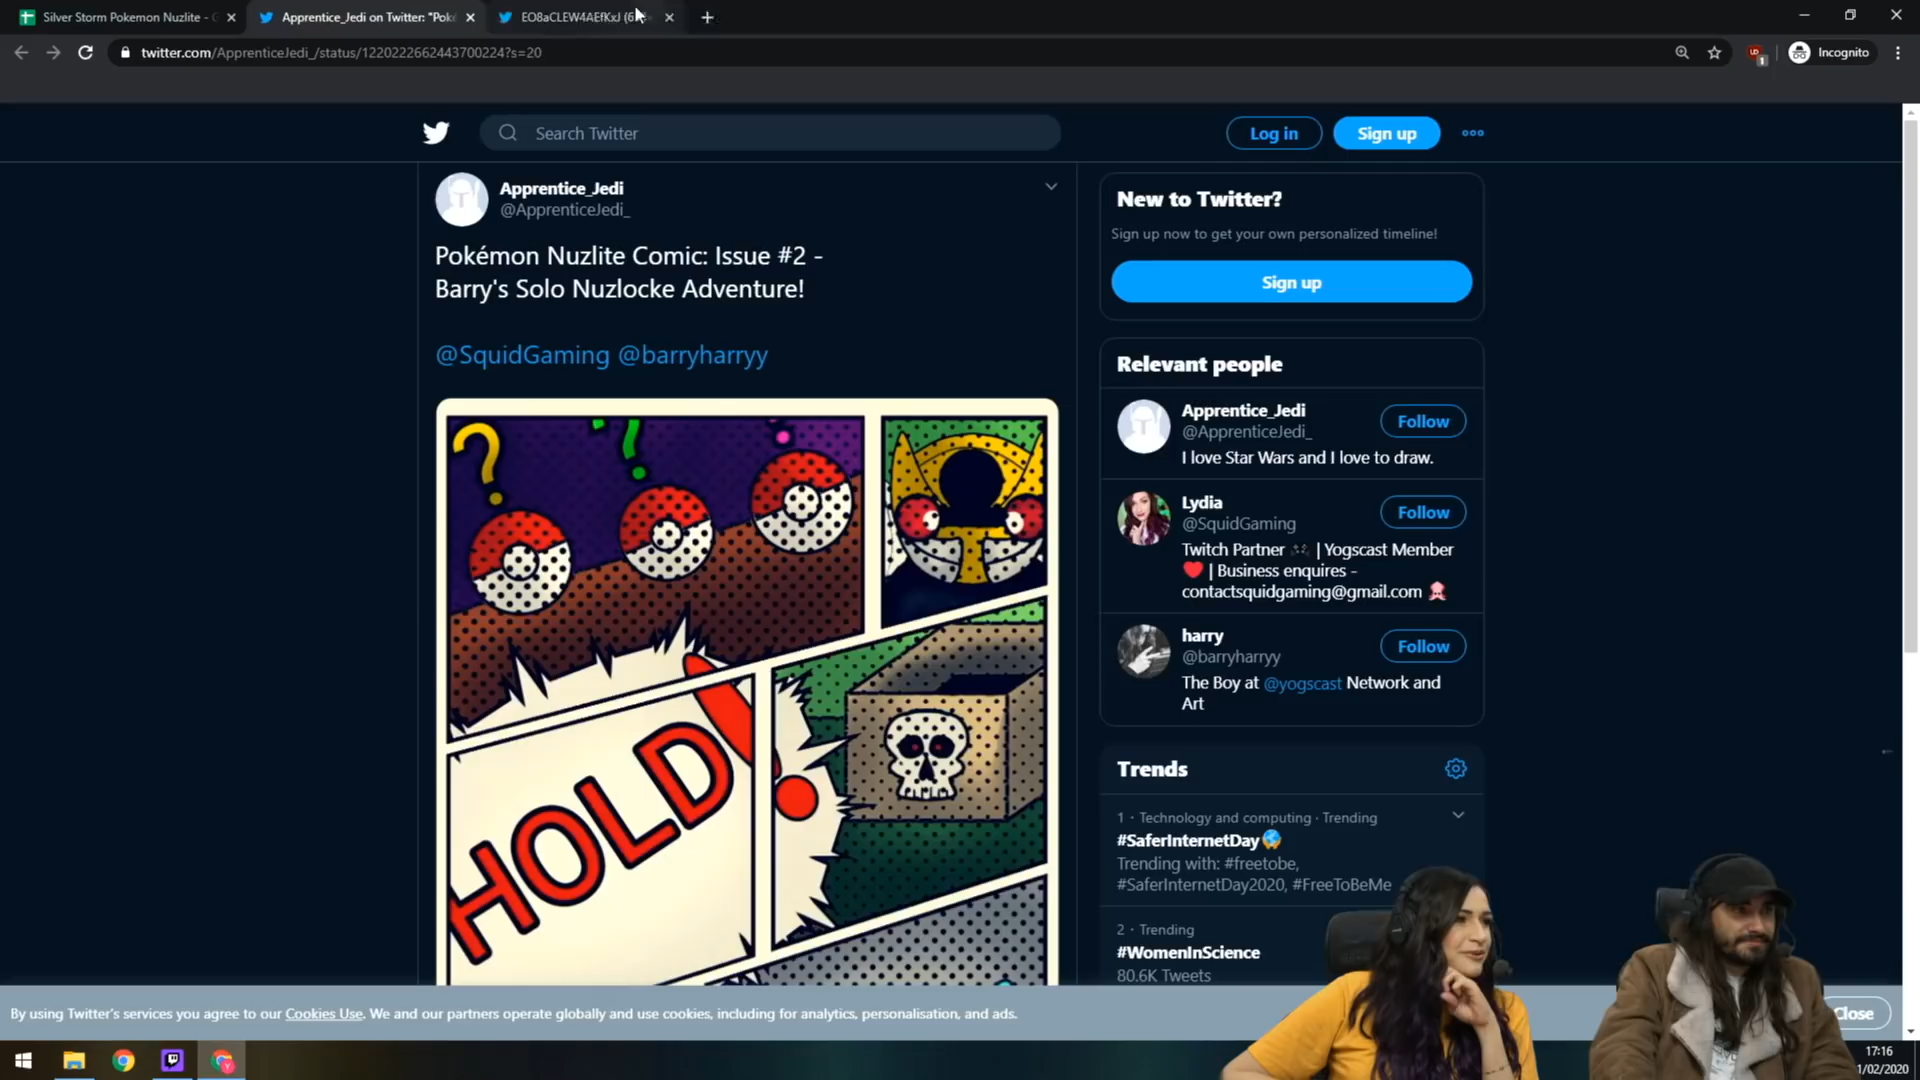 Silver Storm Pokemon Nuzlite - G
Apprentice_Jedi on Twitter: "Poké
EO8aCLEW4AEfKxJ (6
twitter.com/ApprenticeJedi_/status/1220222662443700224?s=20
1
Incognito
Search Twitter
Log in
Sign up
Apprentice_Jedi
@ApprenticeJedi_
Pokémon Nuzlite Comic: Issue #2 -
Barry's Solo Nuzlocke Adventure!
@SquidGaming @barryharryy
? ? ?
HOLD!
New to Twitter?
Sign up now to get your own personalized timeline!
Sign up
Relevant people
Apprentice_Jedi
@ApprenticeJedi_
Follow
I love Star Wars and I love to draw.
Lydia
@SquidGaming
Follow
Twitch Partner 🎮 | Yogscast Member
❤️ | Business enquires -
contactsquidgaming@gmail.com 🦑
harry
@barryharryy
Follow
The Boy at @yogscast Network and
Art
Trends
1 · Technology and computing · Trending
#SaferInternetDay🌍
Trending with: #freetobe,
#SaferInternetDay2020, #FreeToBeMe
2 · Trending
#WomenInScience
80.6K Tweets
By using Twitter's services you agree to our Cookies Use. We and our partners operate globally and use cookies, including for analytics, personalisation, and ads.
Close
17:16
1/02/2020